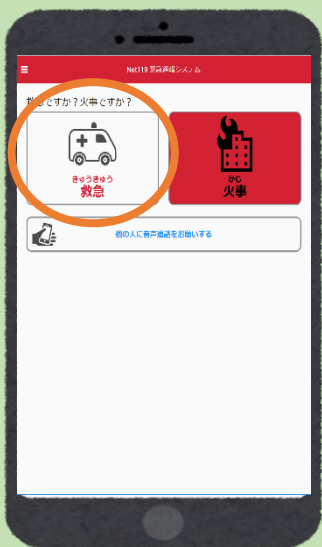 Net119 緊急通報システム
救急ですか?火事ですか?
きゅうきゅう
救急
かじ
火事
他の人に音声通話をお願いする